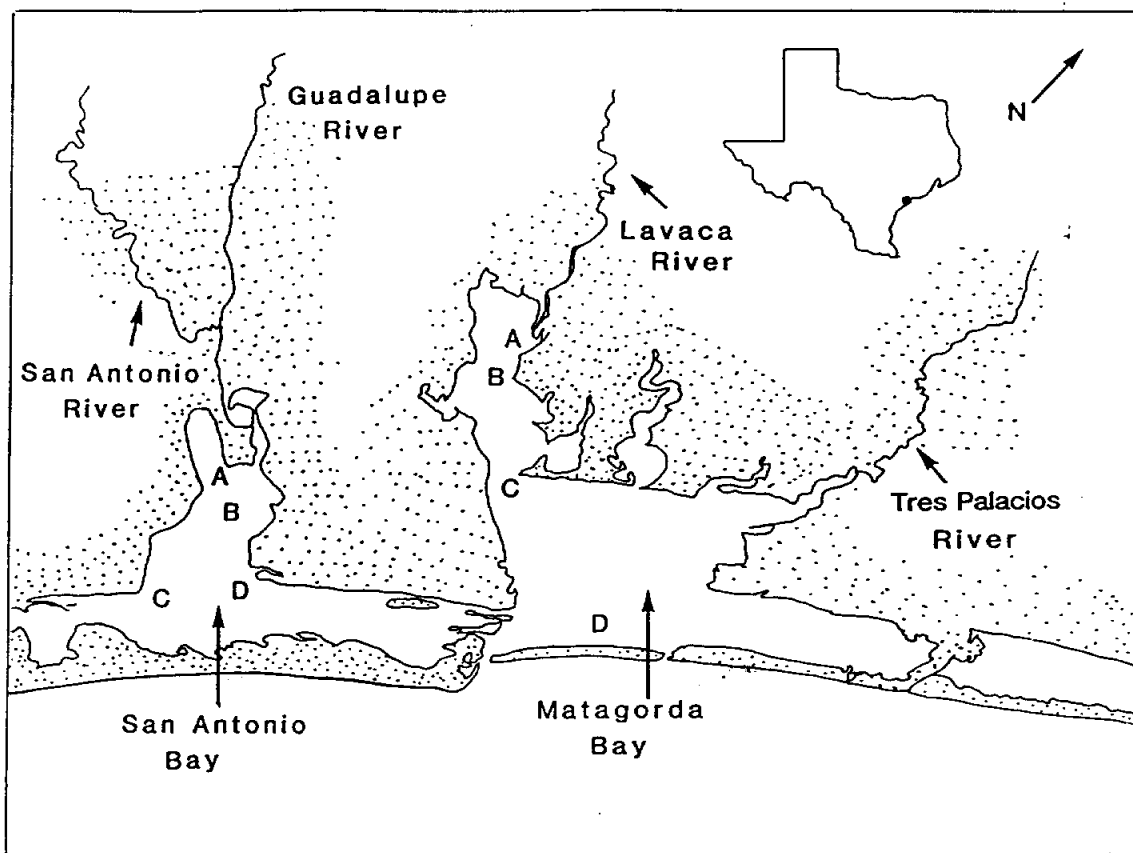 Guadalupe
River
N
Lavaca
River
San Antonio
River
A
B
A
B
C
D
C
D
Tres Palacios
River
San Antonio
Bay
Matagorda
Bay